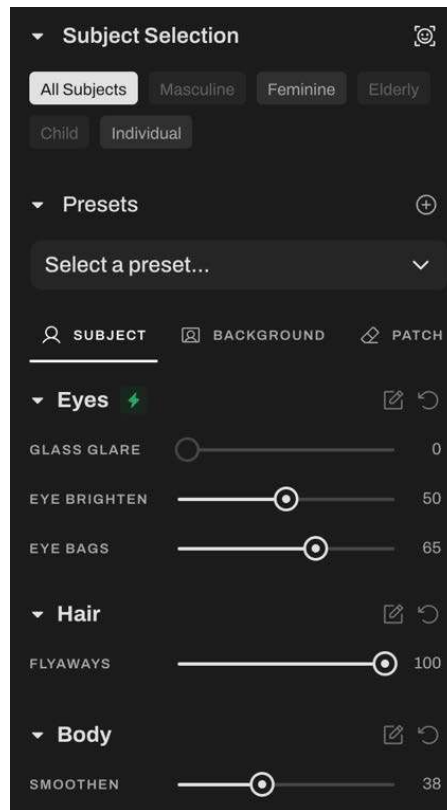 Subject Selection
All Subjects Masculine Feminine Elderly
Child Individual
Presets
Select a preset...
SUBJECT BACKGROUND PATCH
Eyes
GLASS GLARE 0
EYE BRIGHTEN 50
EYE BAGS 65
Hair
FLYAWAYS 100
Body
SMOOTHEN 38